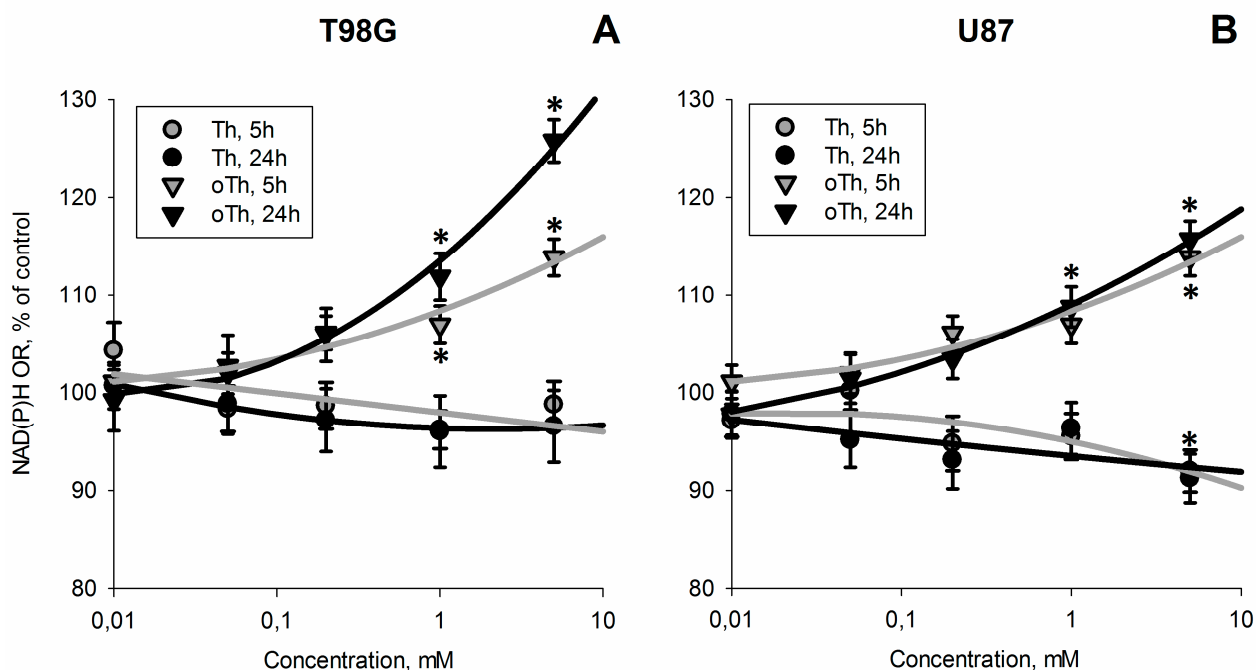 T98G
A
130
120
110
100
90
80
NAD(P)H OR, % of control
Th, 5h
Th, 24h
oTh, 5h
oTh, 24h
*
*
*
*
0,01
0,1
1
10
Concentration, mM
U87
B
130
120
110
100
90
80
Th, 5h
Th, 24h
oTh, 5h
oTh, 24h
*
*
*
*
0,01
0,1
1
10
Concentration, mM